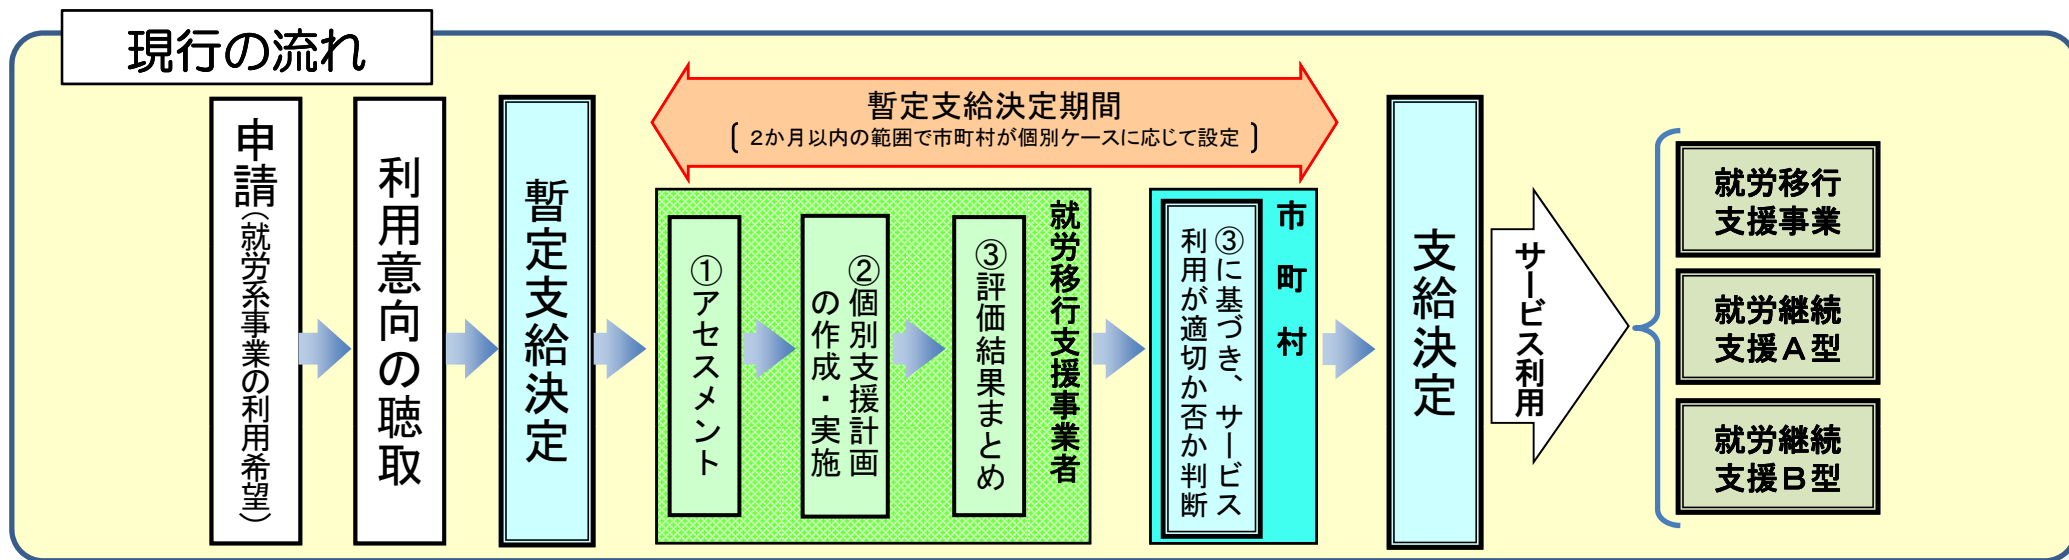 現行の流れ
申請(就労系事業の利用希望)
利用意向の聴取
暫定支給決定
暫定支給決定期間
〔 2か月以内の範囲で市町村が個別ケースに応じて設定 〕
就労移行支援事業者
①アセスメント
②個別支援計画
の作成・実施
③評価結果まとめ
市町村
③に基づき、サービス
利用が適切か否か判断
支給決定
サービス利用
就労移行
支援事業
就労継続
支援A型
就労継続
支援B型